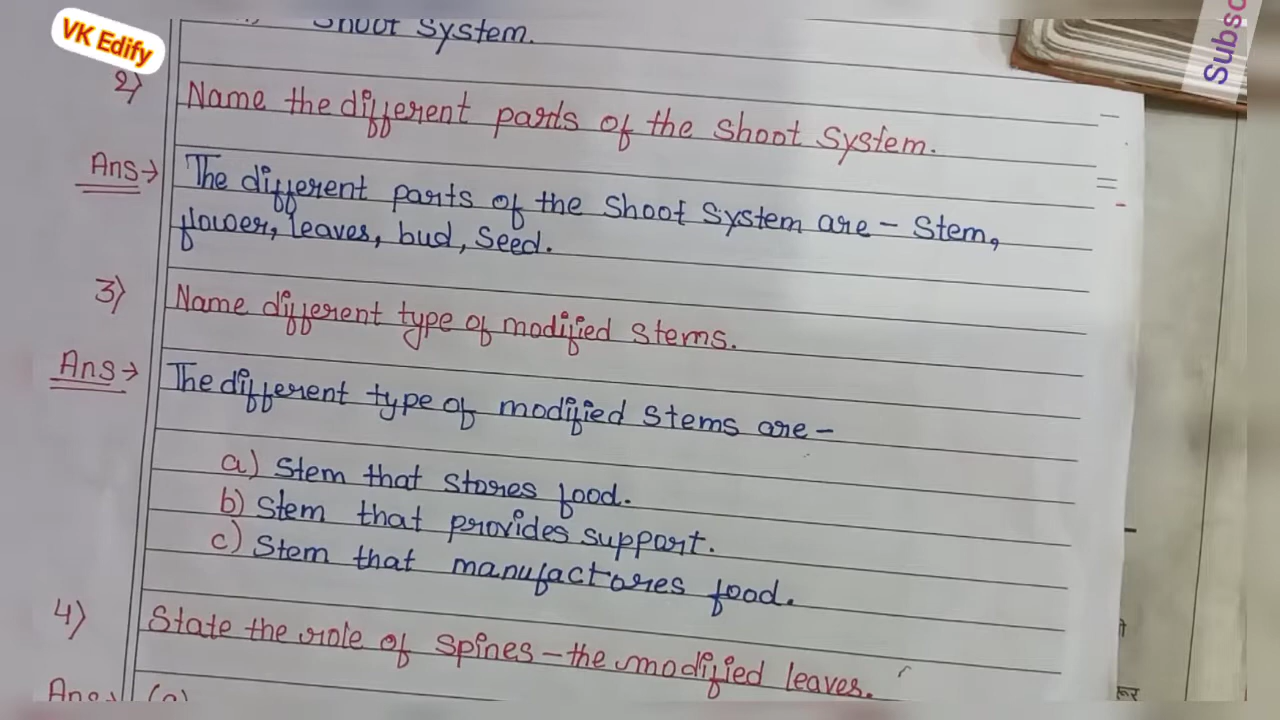 VK Edify
Subsc
Shoot System.
2) Name the different parts of the Shoot System.
Ans→ The different parts of the Shoot System are - Stem,
flower, leaves, bud, Seed.
3) Name different type of modified Stems.
Ans→ The different type of modified Stems are -
a) Stem that stores food.
b) Stem that provides support.
c) Stem that manufactores food.
4) State the role of Spines - the modified leaves.
Ans→ (a)